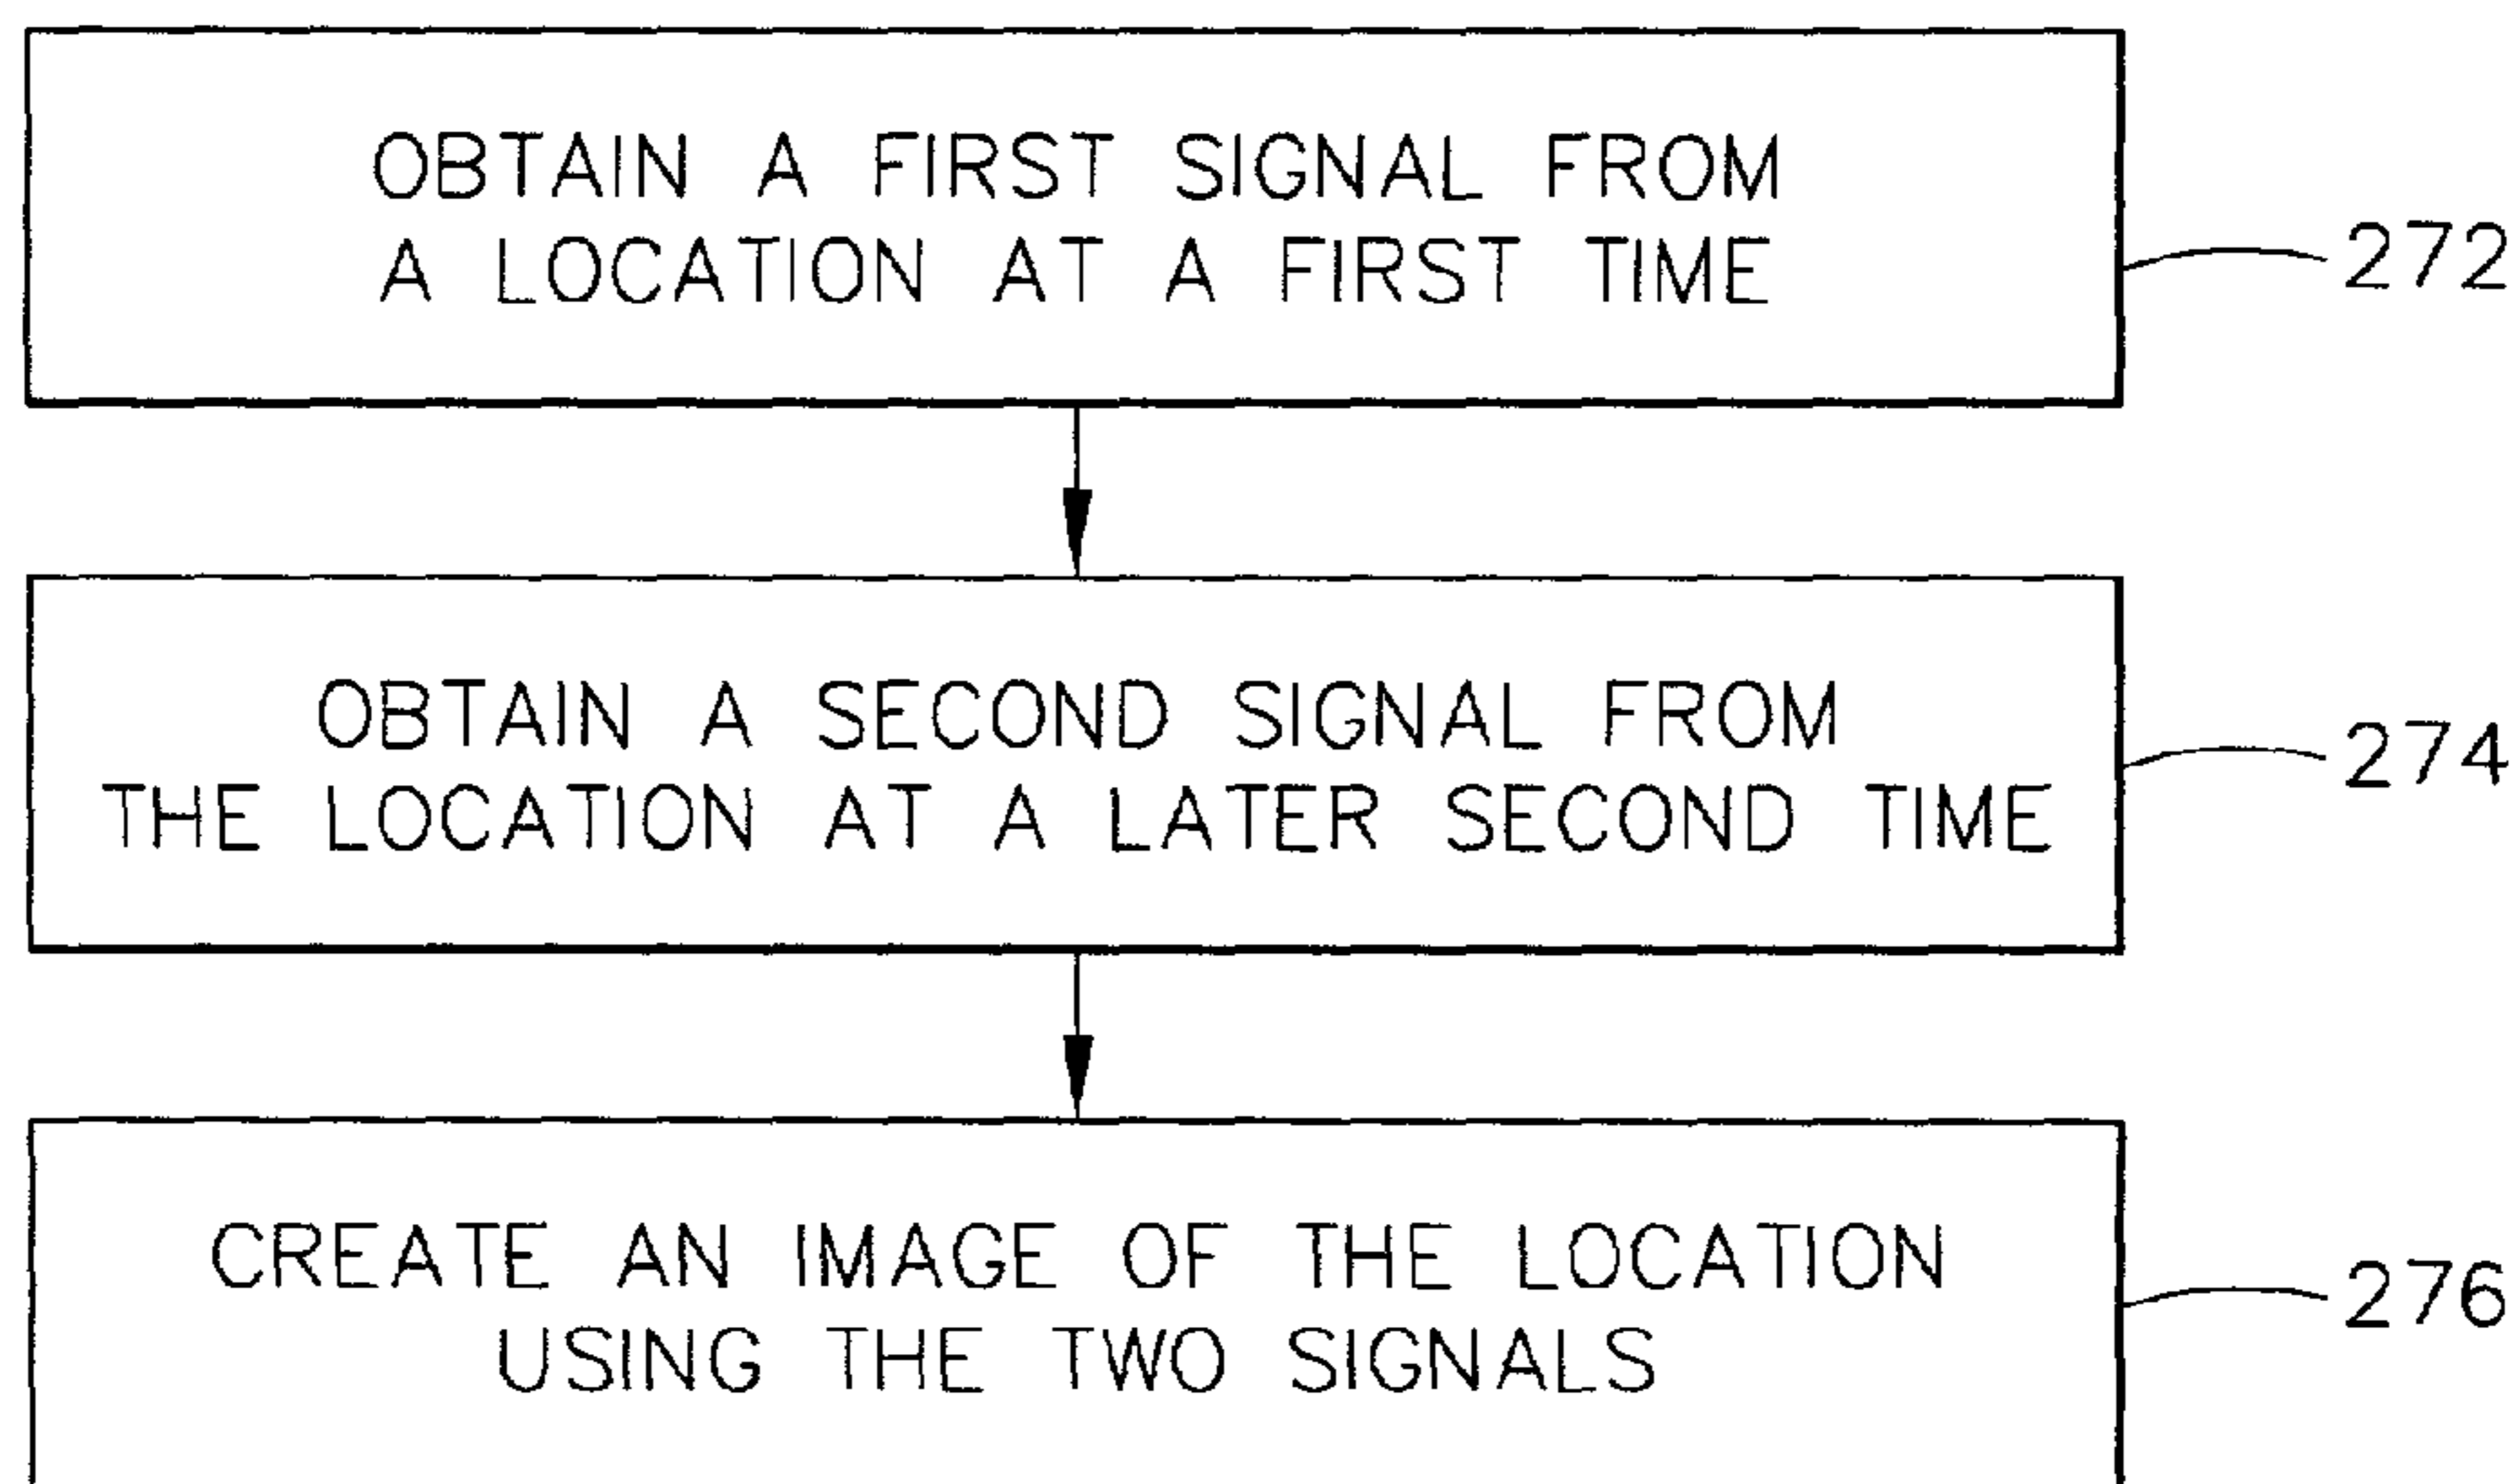 OBTAIN A FIRST SIGNAL FROM
A LOCATION AT A FIRST TIME
272
OBTAIN A SECOND SIGNAL FROM
THE LOCATION AT A LATER SECOND TIME
274
CREATE AN IMAGE OF THE LOCATION
USING THE TWO SIGNALS
276